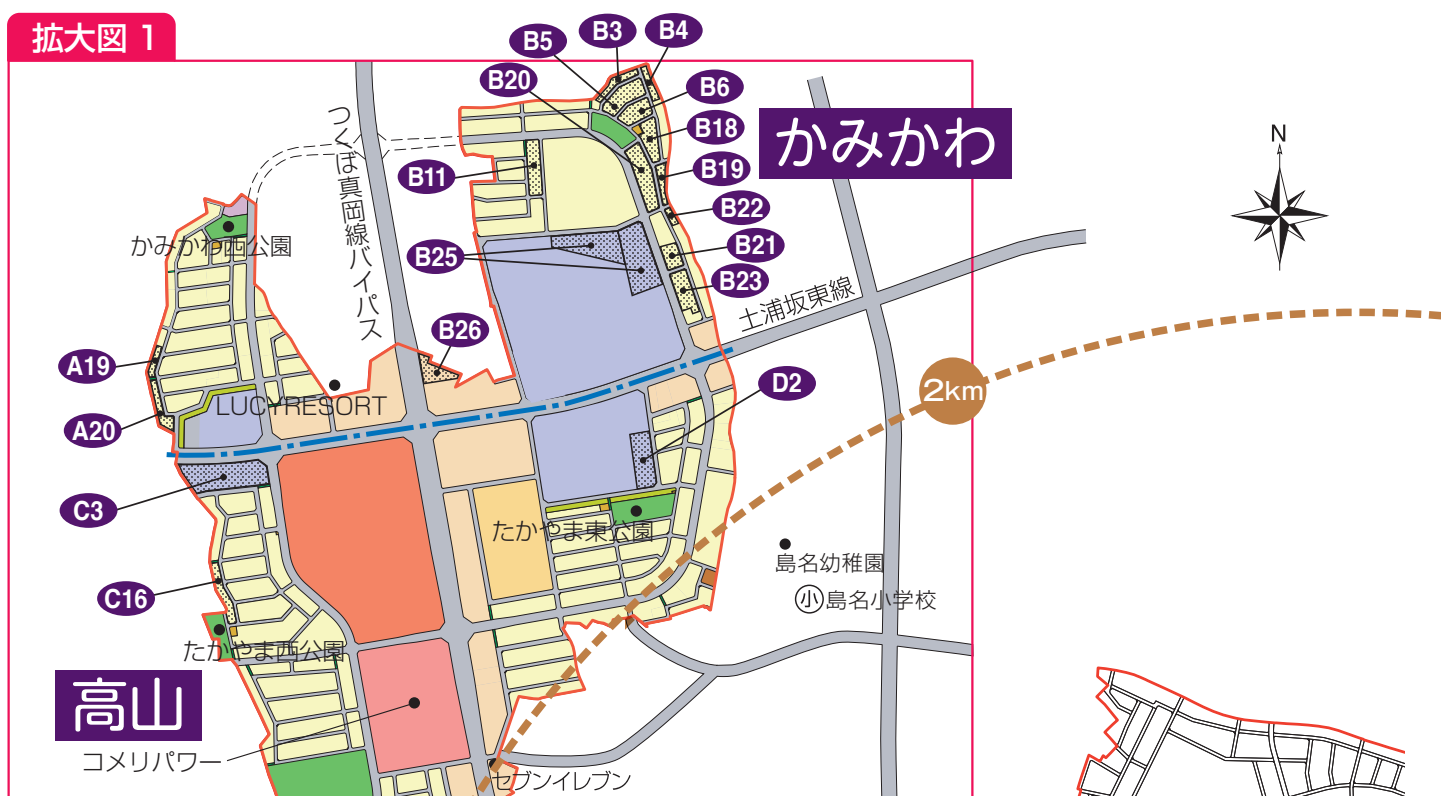 拡大図 1
B3
B4
B5
B20
B6
B18
かみかわ
N
つくば真岡線バイパス
B11
B19
B22
かみかわ西公園
B25
B21
B23
土浦坂東線
B26
A19
D2
2km
LUCYRESORT
A20
C3
たかやま東公園
島名幼稚園
C16
小島名小学校
たかやま西公園
高山
コメリパワー
セブンイレブン